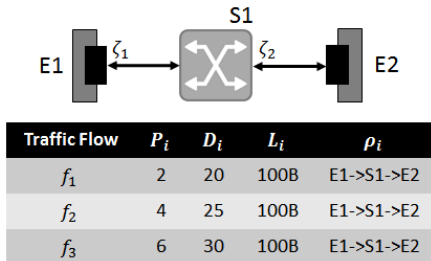 S1
E1 ζ1 ζ2 E2
Traffic Flow Pi Di Li ρi
f1 2 20 100B E1->S1->E2
f2 4 25 100B E1->S1->E2
f3 6 30 100B E1->S1->E2